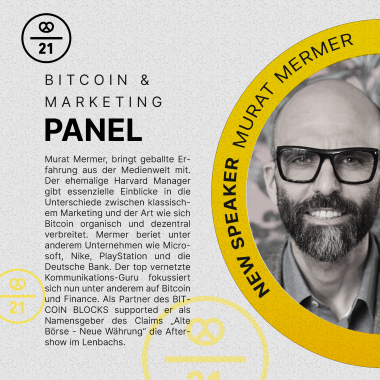 21
BITCOIN &
MARKETING
PANEL
NEW SPEAKER MURAT MERMER
Murat Mermer, bringt geballte Er-
fahrung aus der Medienwelt mit.
Der ehemalige Harvard Manager
gibt essenzielle Einblicke in die
Unterschiede zwischen klassisch-
em Marketing und der Art wie sich
Bitcoin organisch und dezentral
verbreitet. Mermer beriet unter
anderem Unternehmen wie Micro-
soft, Nike, PlayStation und die
Deutsche Bank. Der top vernetzte
Kommunikations-Guru fokussiert
sich nun unter anderem auf Bitcoin
und Finance. Als Partner des BIT-
COIN BLOCKS supported er als
Namensgeber des Claims „Alte
Börse - Neue Währung" die After-
show im Lenbachs.
21
21